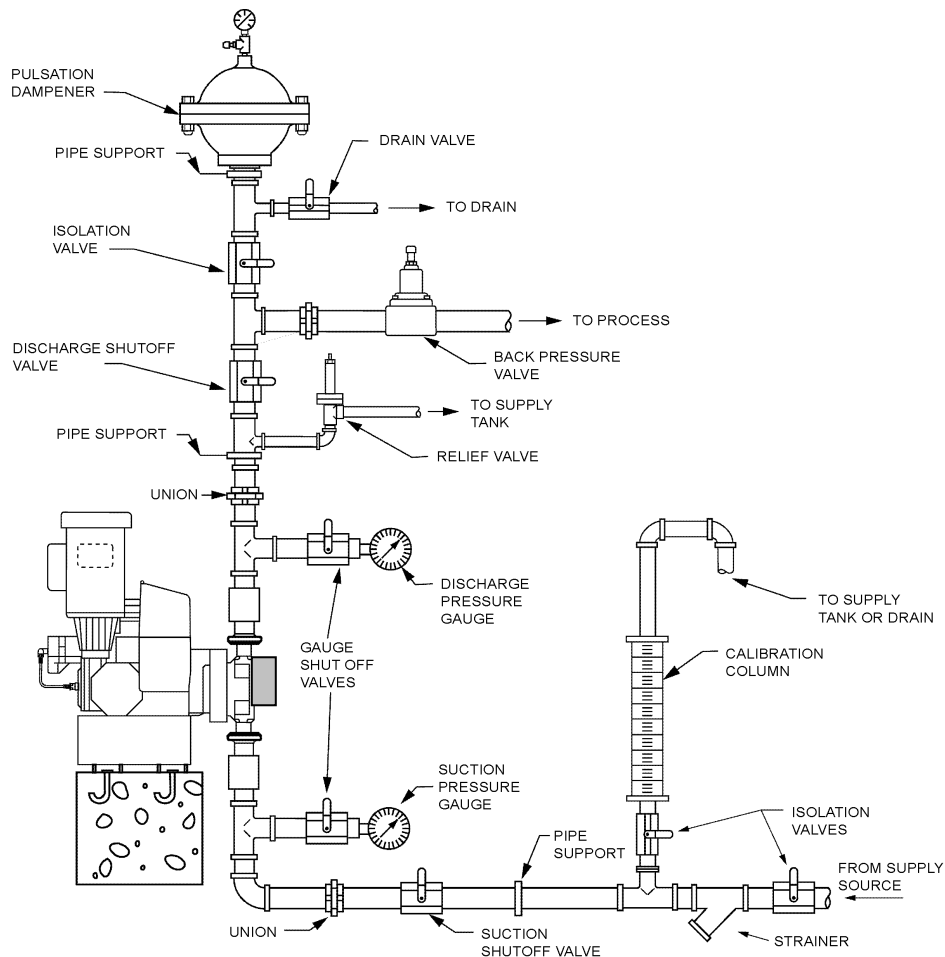 PULSATION
DAMPENER
DRAIN VALVE
PIPE SUPPORT
TO DRAIN
ISOLATION
VALVE
TO PROCESS
DISCHARGE SHUTOFF
VALVE
BACK PRESSURE
VALVE
TO SUPPLY
TANK
PIPE SUPPORT
RELIEF VALVE
UNION
DISCHARGE
PRESSURE
GAUGE
TO SUPPLY
TANK OR DRAIN
GAUGE
SHUT OFF
VALVES
CALIBRATION
COLUMN
SUCTION
PRESSURE
GAUGE
ISOLATION
VALVES
PIPE
SUPPORT
FROM SUPPLY
SOURCE
UNION
SUCTION
SHUTOFF VALVE
STRAINER